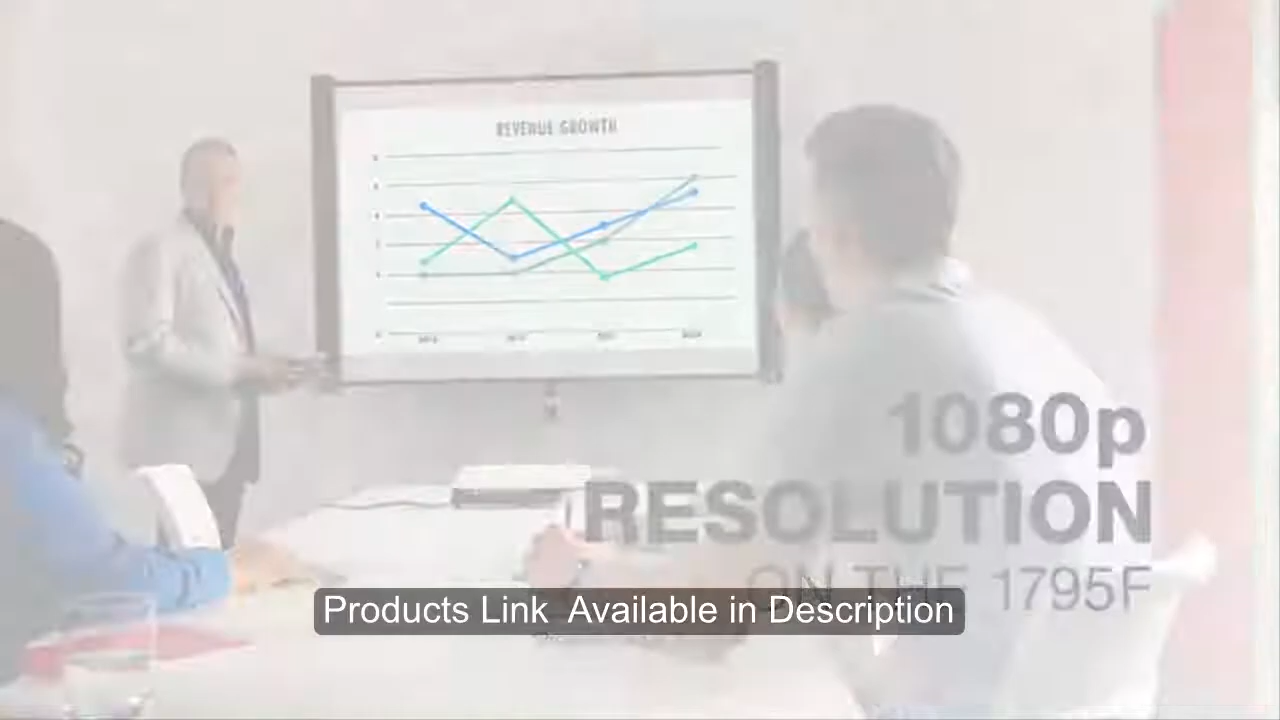 REVENUE GROWTH
1080p
RESOLUTION
ON THE 1795F
Products Link  Available in Description